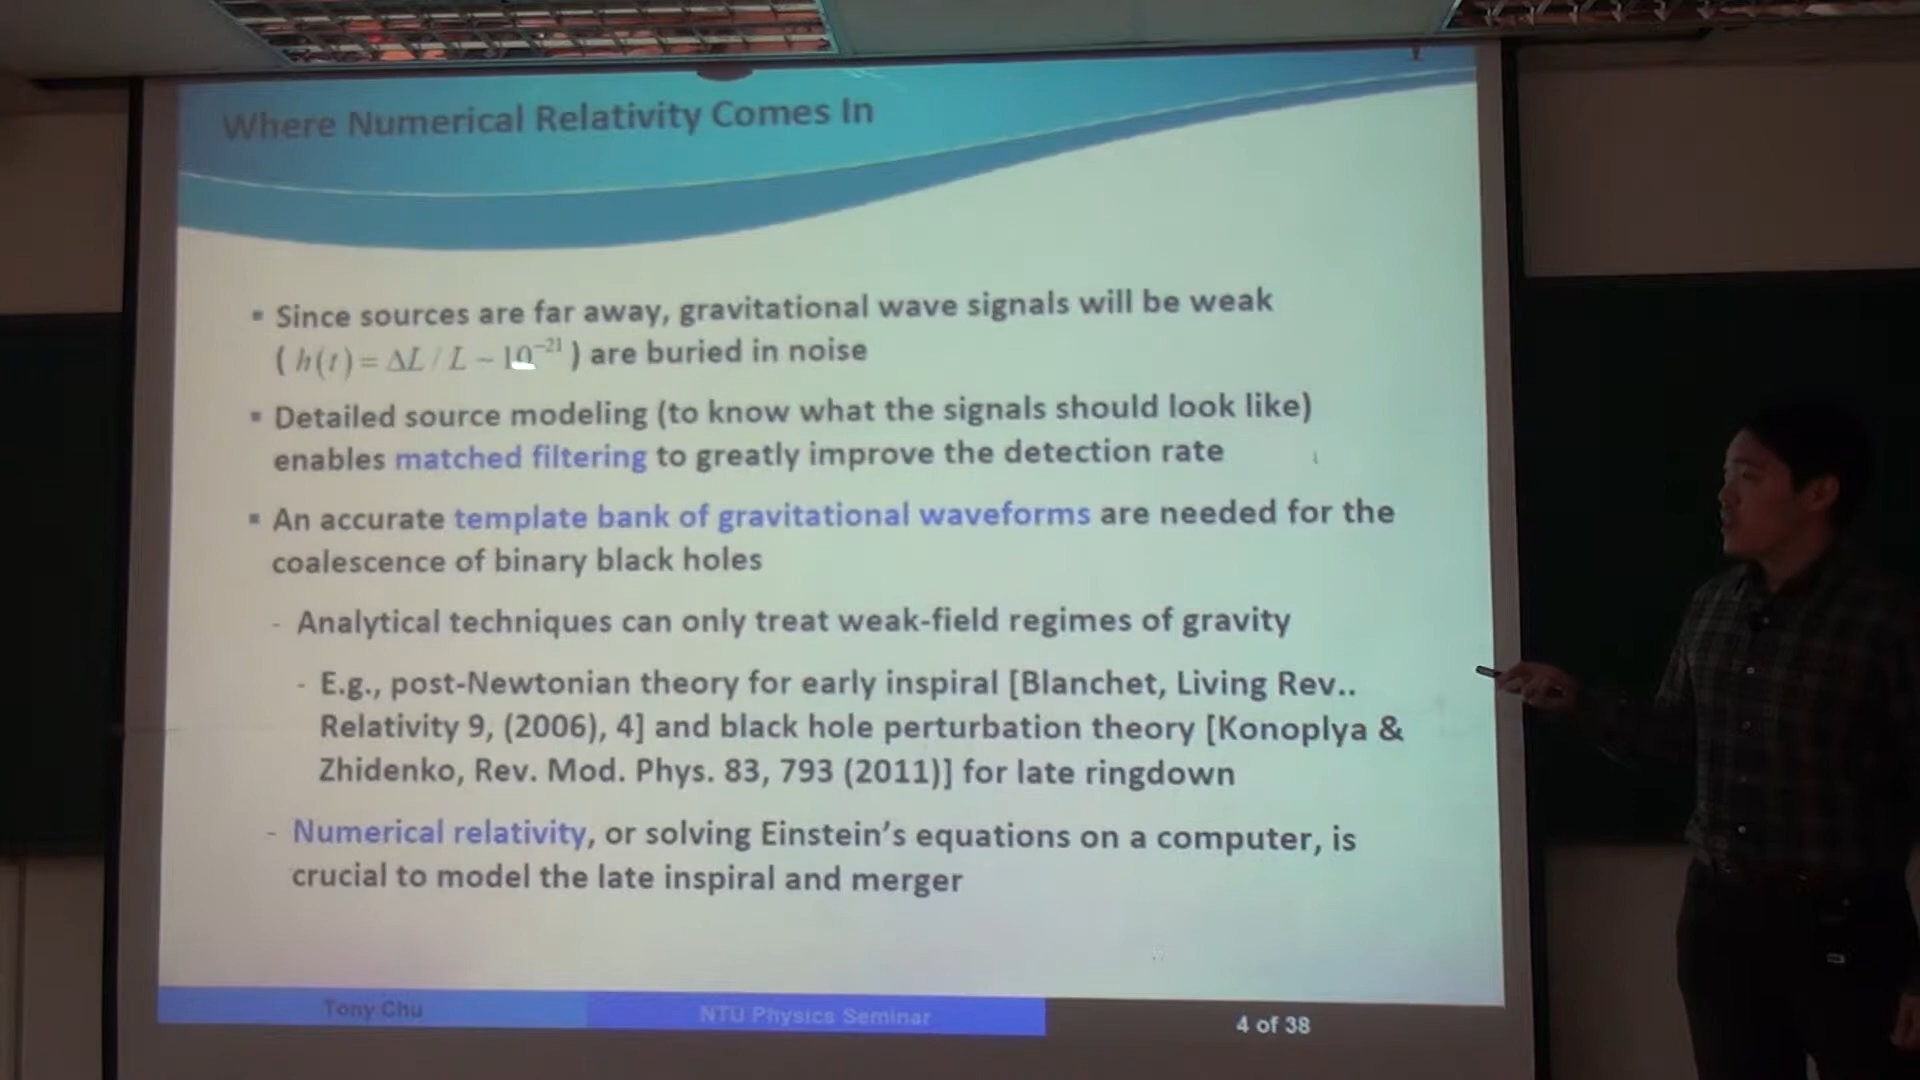 Where Numerical Relativity Comes In
▪ Since sources are far away, gravitational wave signals will be weak
( h(t) = ΔL / L ~ 10⁻²¹ ) are buried in noise
▪ Detailed source modeling (to know what the signals should look like)
enables matched filtering to greatly improve the detection rate
▪ An accurate template bank of gravitational waveforms are needed for the
coalescence of binary black holes
- Analytical techniques can only treat weak-field regimes of gravity
- E.g., post-Newtonian theory for early inspiral [Blanchet, Living Rev..
Relativity 9, (2006), 4] and black hole perturbation theory [Konoplya &
Zhidenko, Rev. Mod. Phys. 83, 793 (2011)] for late ringdown
- Numerical relativity, or solving Einstein's equations on a computer, is
crucial to model the late inspiral and merger
Tony Chu
NTU Physics Seminar
4 of 38